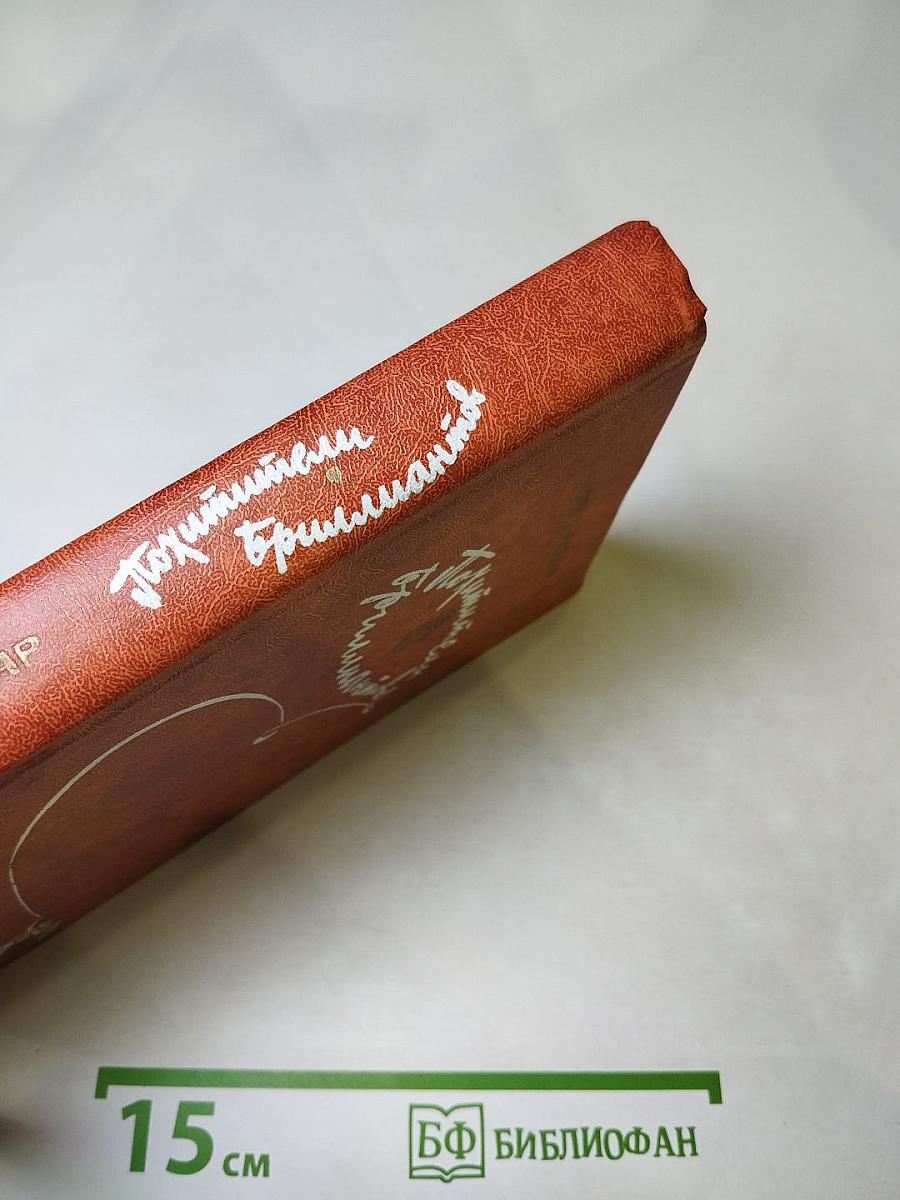 Похитители
бриллиантов
АР
15 см
БФ БИБЛИОФАН